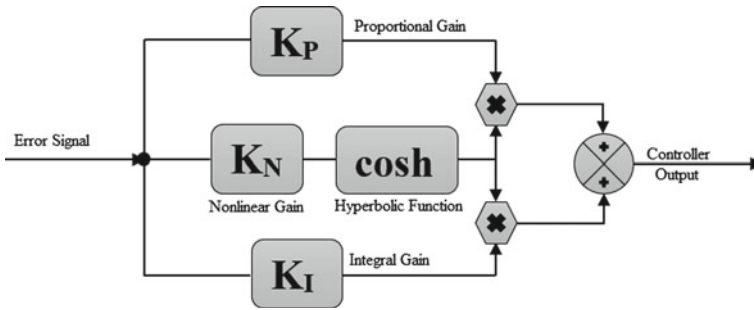 Proportional Gain
KP
Error Signal
KN
cosh
Controller
Output
Nonlinear Gain
Hyperbolic Function
KI
Integral Gain